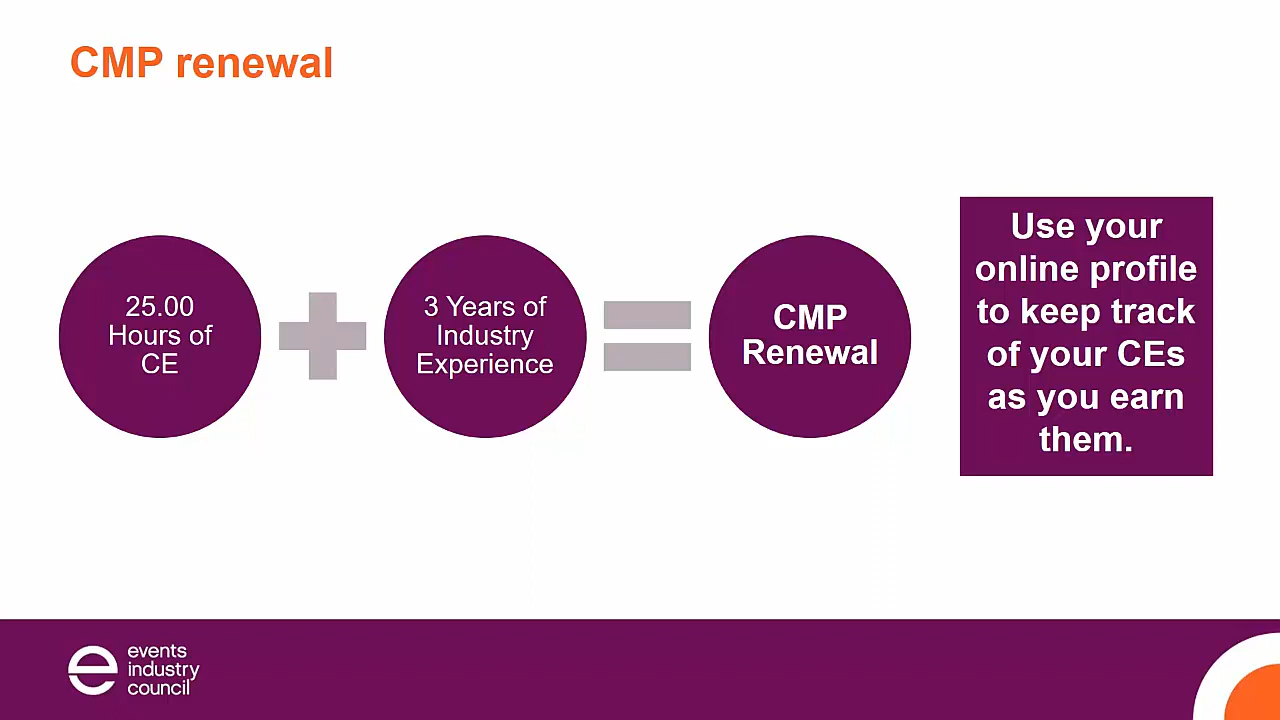 CMP renewal
25.00
Hours of
CE
3 Years of
Industry
Experience
CMP
Renewal
Use your
online profile
to keep track
of your CEs
as you earn
them.
events
industry
council